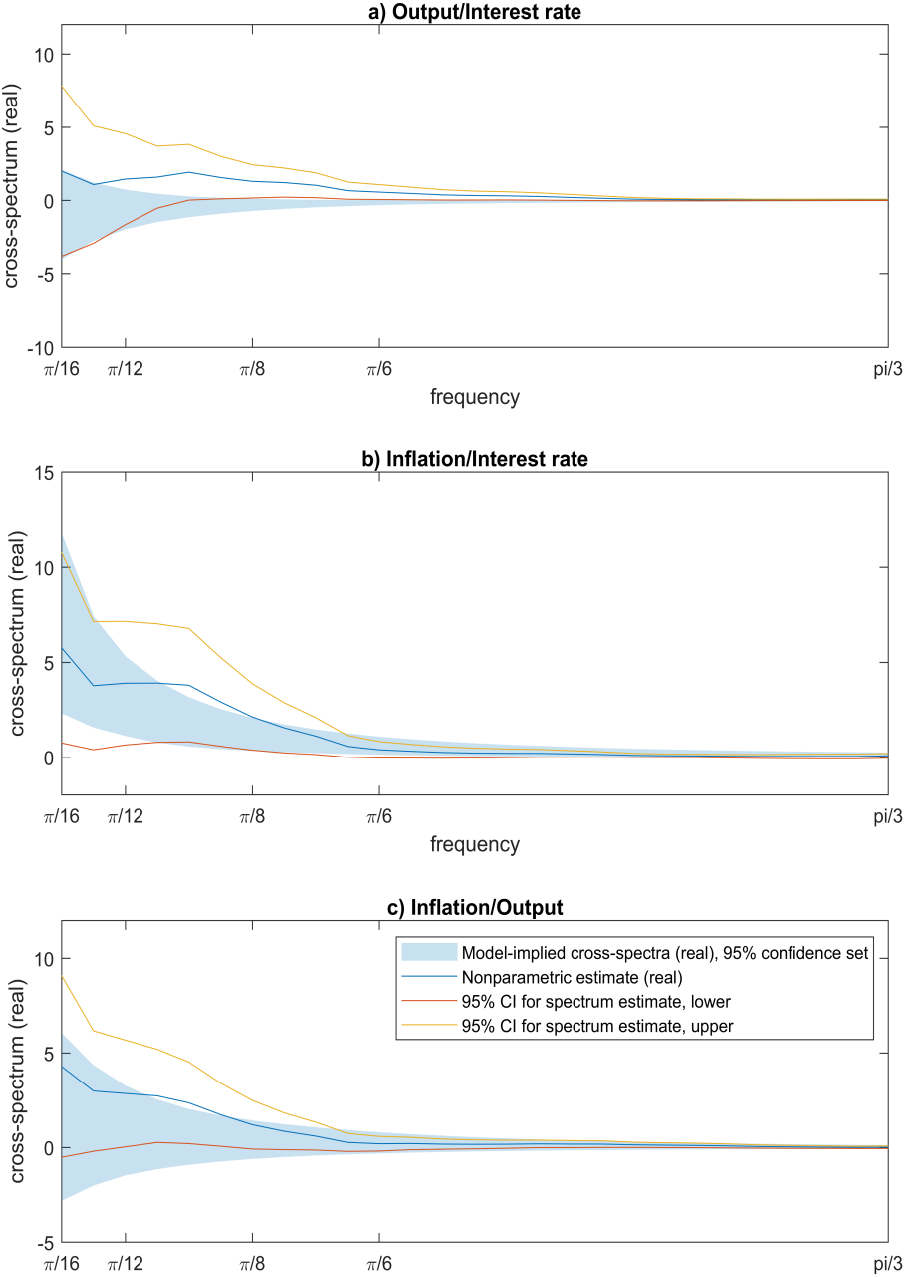 a) Output/Interest rate
10
5
0
-5
-10
cross-spectrum (real)
π/16 π/12 π/8 π/6 pi/3
frequency
b) Inflation/Interest rate
15
10
5
0
cross-spectrum (real)
π/16 π/12 π/8 π/6 pi/3
frequency
c) Inflation/Output
10
5
0
-5
cross-spectrum (real)
Model-implied cross-spectra (real), 95% confidence set
Nonparametric estimate (real)
95% CI for spectrum estimate, lower
95% CI for spectrum estimate, upper
π/16 π/12 π/8 π/6 pi/3